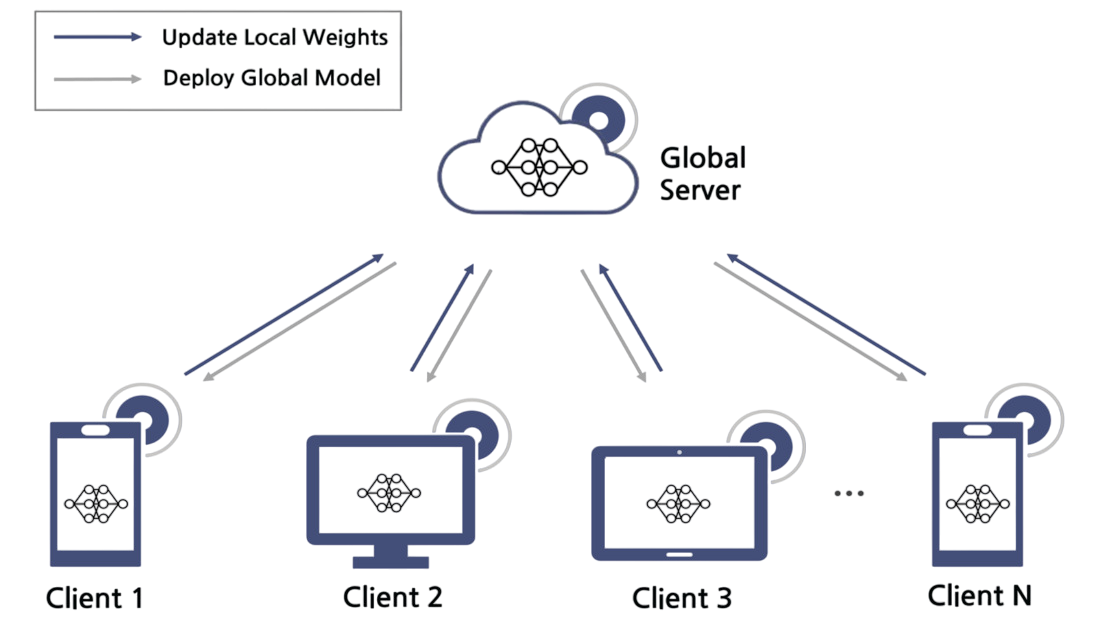 Update Local Weights
Deploy Global Model
Global
Server
...
Client 1
Client 2
Client 3
Client N